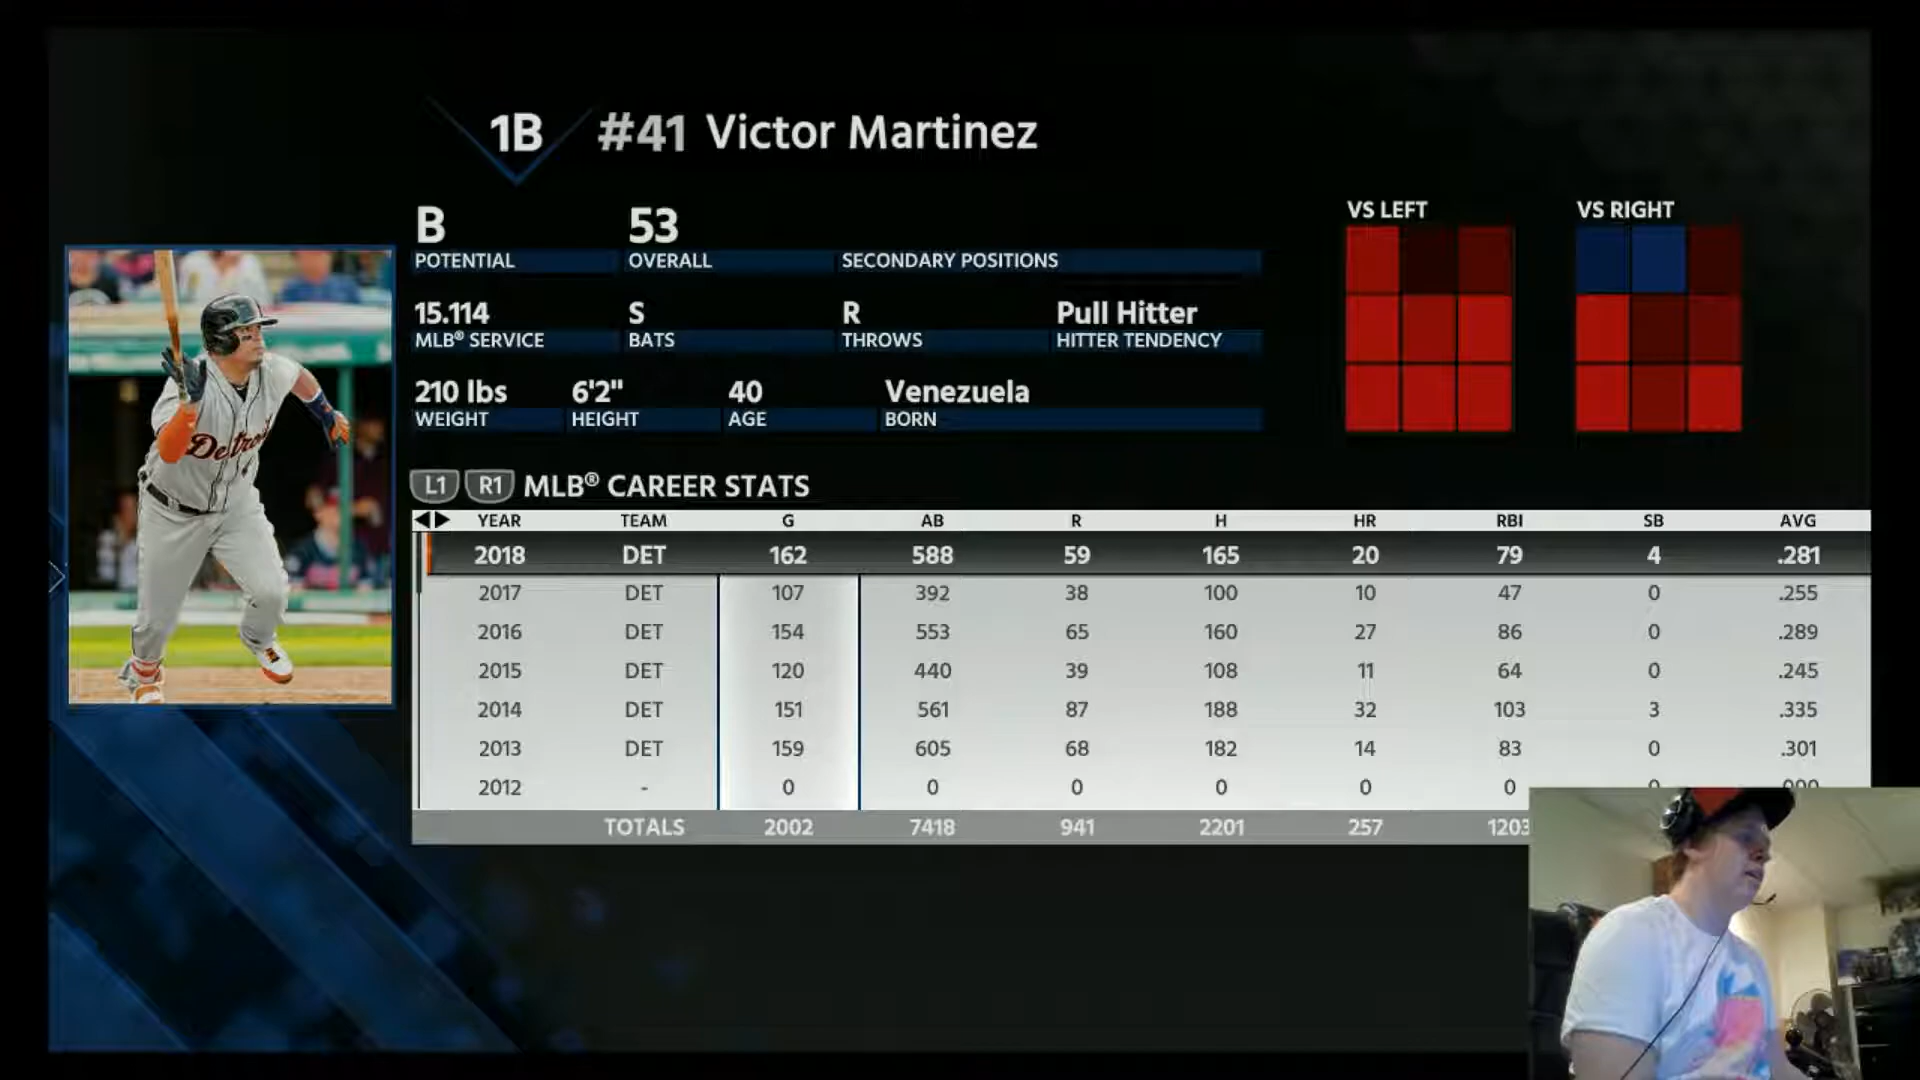 1B #41 Victor Martinez
B 53
POTENTIAL OVERALL SECONDARY POSITIONS
15.114 S R Pull Hitter
MLB® SERVICE BATS THROWS HITTER TENDENCY
210 lbs 6'2" 40 Venezuela
WEIGHT HEIGHT AGE BORN
VS LEFT VS RIGHT
Detroit
L1 R1 MLB® CAREER STATS
YEAR TEAM G AB R H HR RBI SB AVG
2018 DET 162 588 59 165 20 79 4 .281
2017 DET 107 392 38 100 10 47 0 .255
2016 DET 154 553 65 160 27 86 0 .289
2015 DET 120 440 39 108 11 64 0 .245
2014 DET 151 561 87 188 32 103 3 .335
2013 DET 159 605 68 182 14 83 0 .301
2012 - 0 0 0 0 0 0 0 .000
TOTALS 2002 7418 941 2201 257 1203